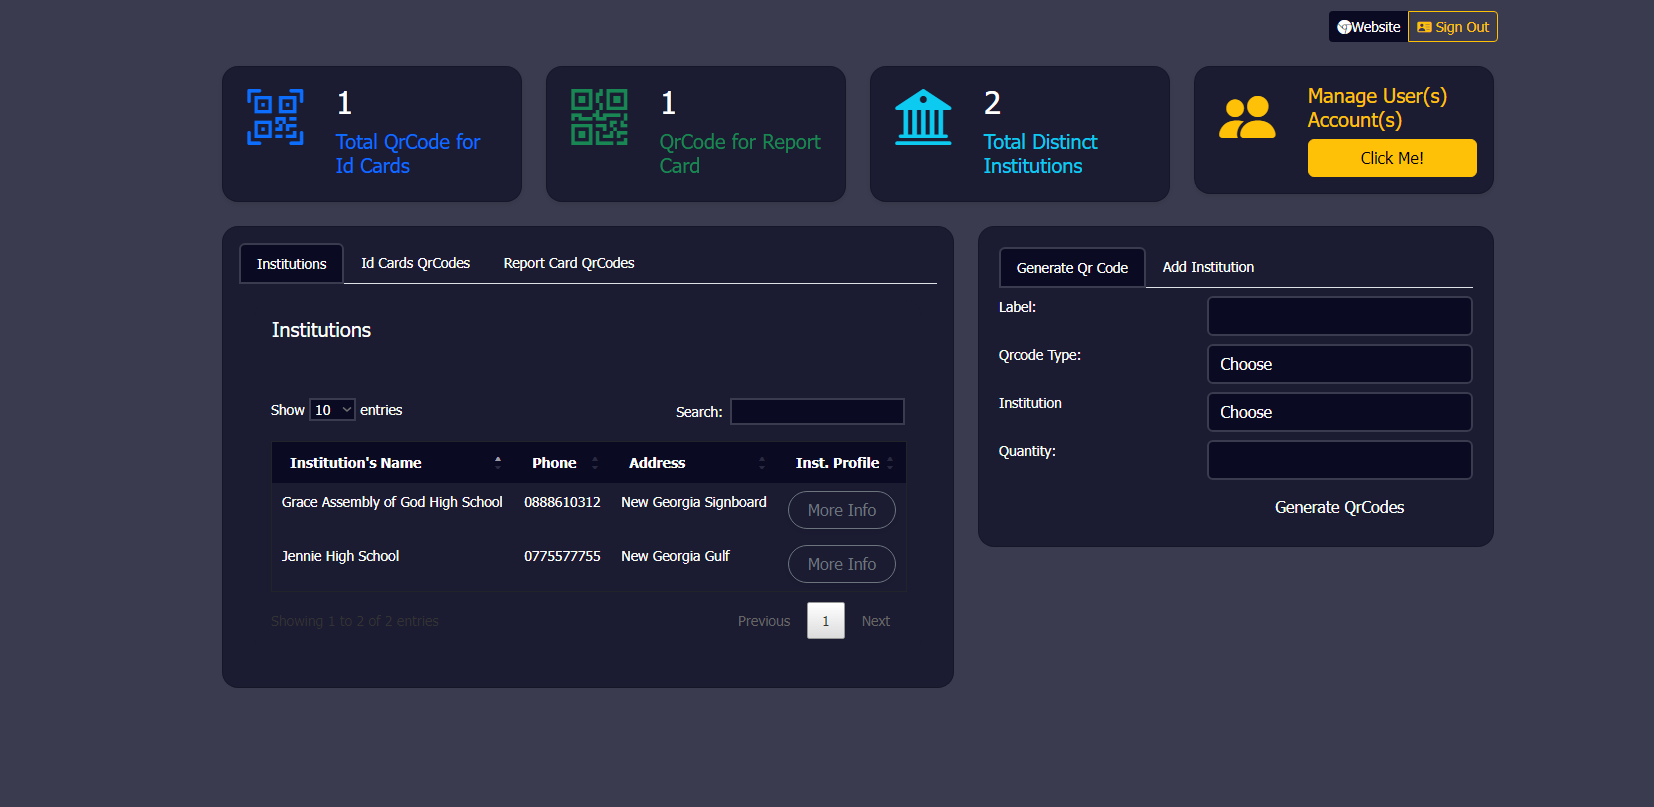 Website Sign Out
1
Total QrCode for
Id Cards
1
QrCode for Report
Card
2
Total Distinct
Institutions
Manage User(s)
Account(s)
Click Me!
Institutions Id Cards QrCodes Report Card QrCodes
Institutions
Show 10 entries Search:
Institution's Name Phone Address Inst. Profile
Grace Assembly of God High School 0888610312 New Georgia Signboard More Info
Jennie High School 0775577755 New Georgia Gulf More Info
Showing 1 to 2 of 2 entries Previous 1 Next
Generate Qr Code Add Institution
Label:
Qrcode Type: Choose
Institution Choose
Quantity:
Generate QrCodes